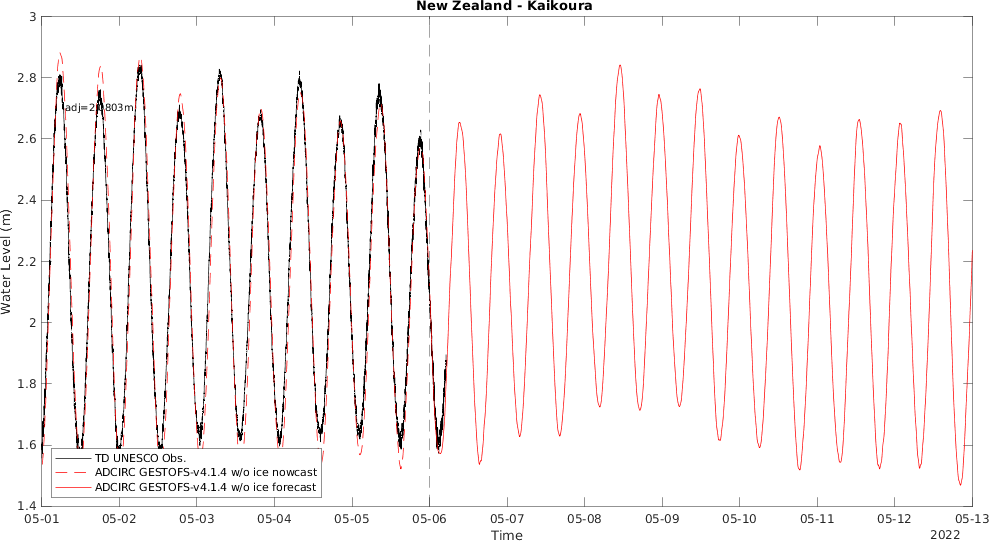 New Zealand - Kaikoura
3
2.8
2.6
2.4
2.2
2
1.8
1.6
1.4
Water Level (m)
TD UNESCO Obs.
ADCIRC GESTOFS-v4.1.4 w/o ice nowcast
ADCIRC GESTOFS-v4.1.4 w/o ice forecast
05-01 05-02 05-03 05-04 05-05 05-06 05-07 05-08 05-09 05-10 05-11 05-12 05-13
Time
2022